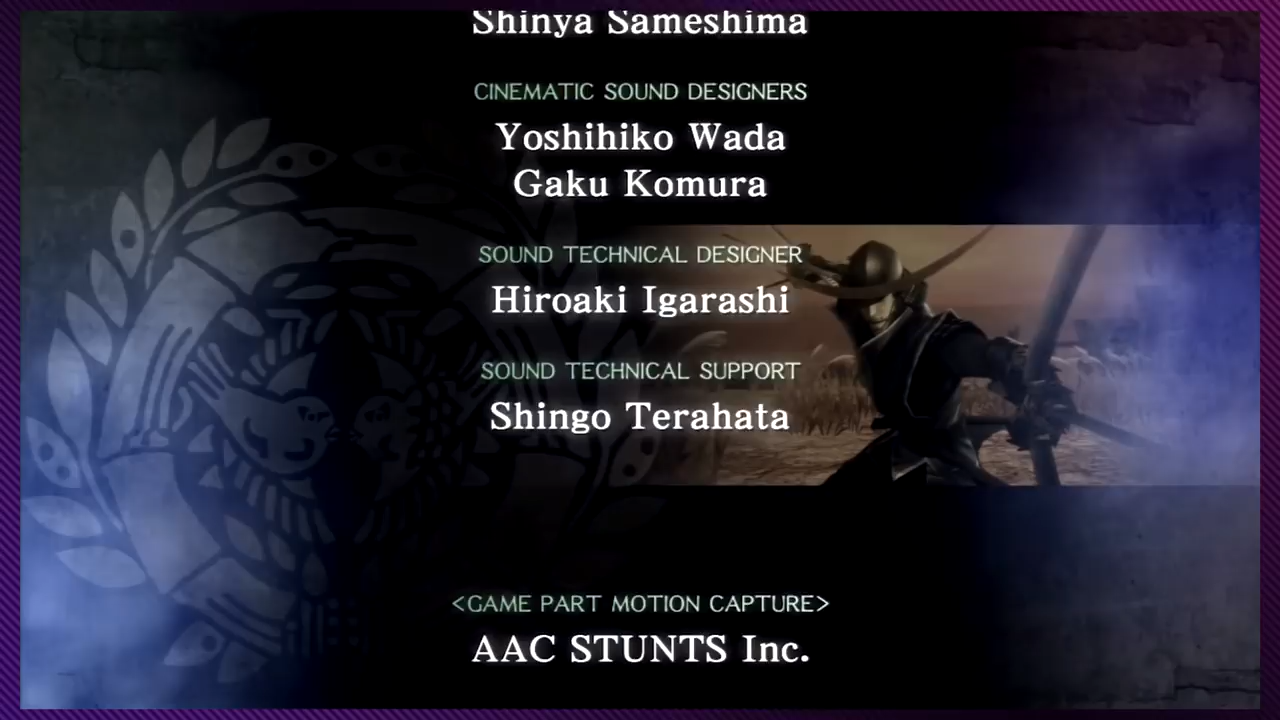 Shinya Sameshima
CINEMATIC SOUND DESIGNERS
Yoshihiko Wada
Gaku Komura
SOUND TECHNICAL DESIGNER
Hiroaki Igarashi
SOUND TECHNICAL SUPPORT
Shingo Terahata
<GAME PART MOTION CAPTURE>
AAC STUNTS Inc.